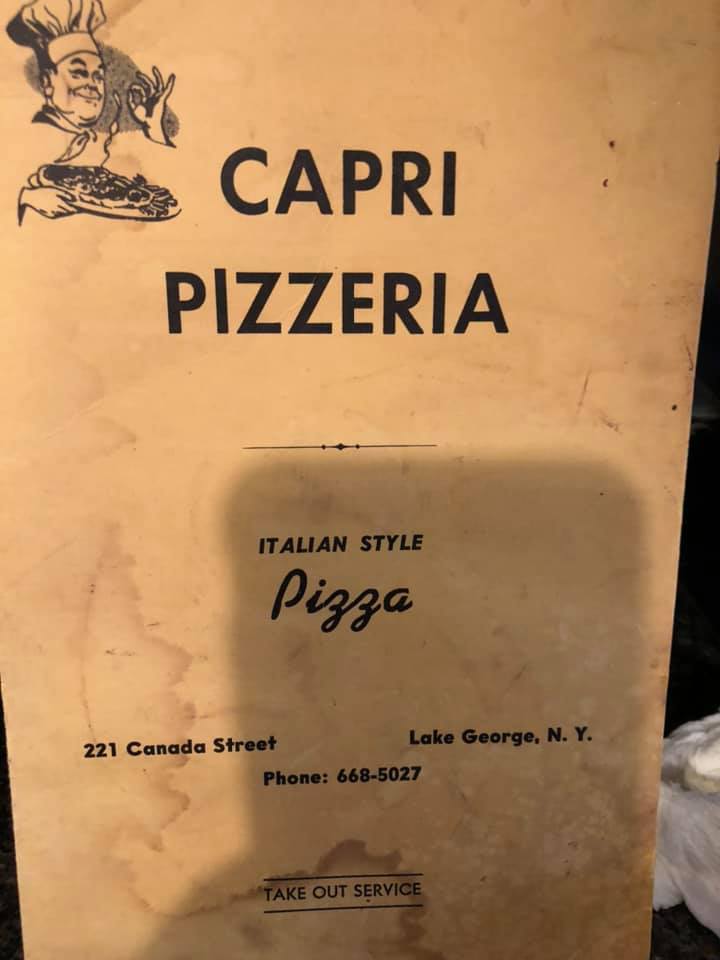 CAPRI
PIZZERIA
ITALIAN STYLE
Pizza
221 Canada Street Lake George, N. Y.
Phone: 668-5027
TAKE OUT SERVICE